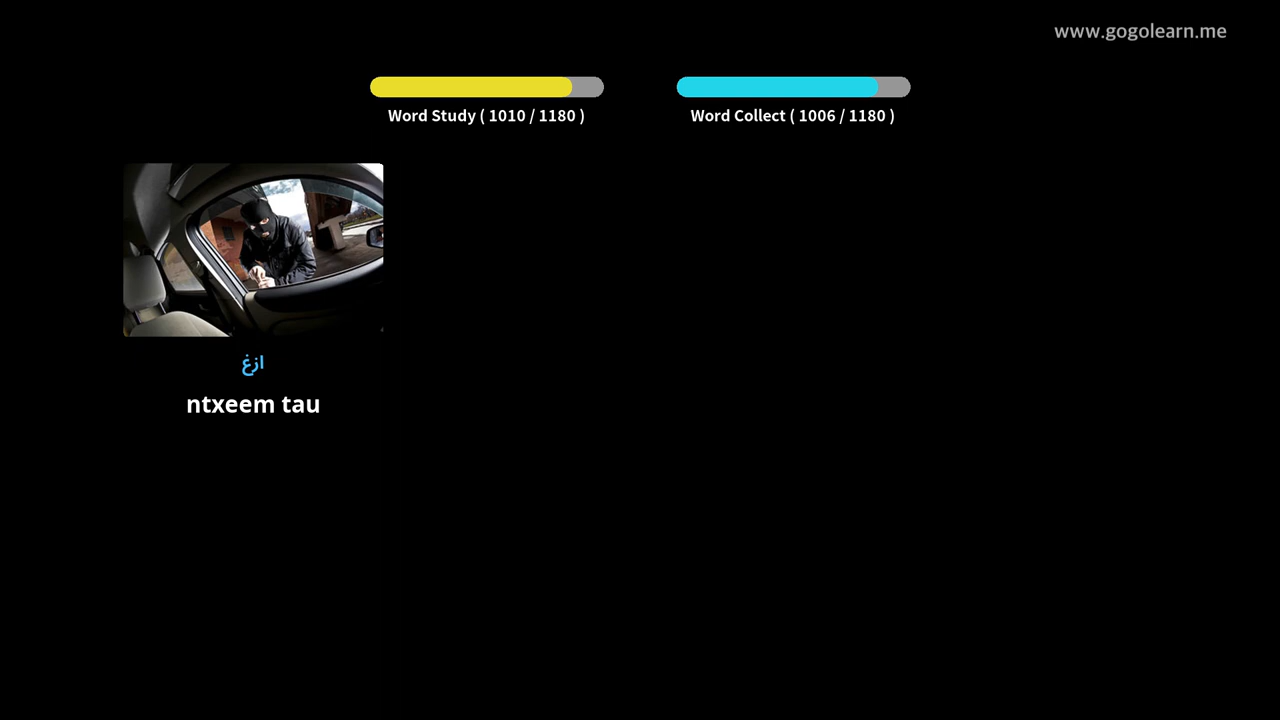 www.gogolearn.me
Word Study ( 1010 / 1180 )
Word Collect ( 1006 / 1180 )
ازغ
ntxeem tau